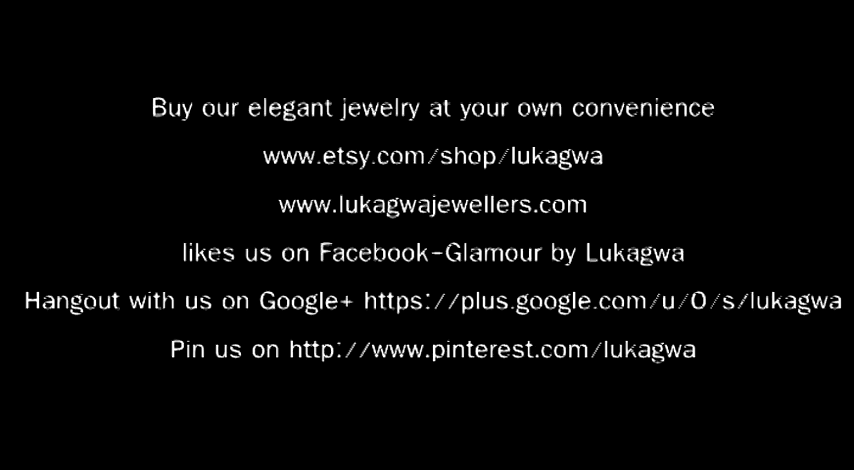 Buy our elegant jewelry at your own convenience
www.etsy.com/shop/lukagwa
www.lukagwajewellers.com
likes us on Facebook-Glamour by Lukagwa
Hangout with us on Google+ https://plus.google.com/u/0/s/lukagwa
Pin us on http://www.pinterest.com/lukagwa